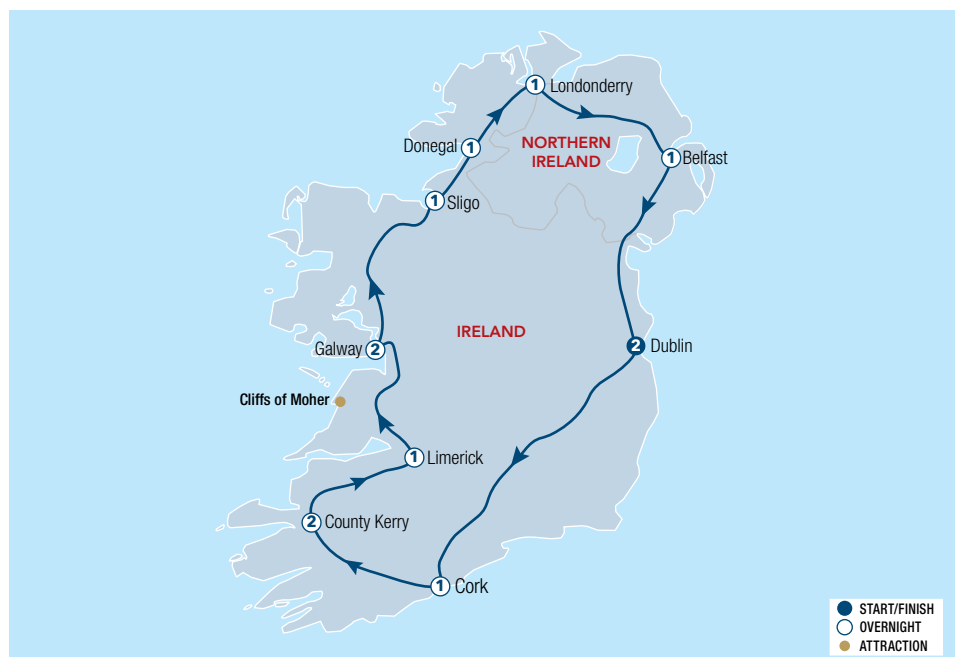 1 Londonderry
Donegal 1
NORTHERN
IRELAND
1 Belfast
1 Sligo
IRELAND
Galway 2
2 Dublin
Cliffs of Moher
1 Limerick
2 County Kerry
1 Cork
START/FINISH
OVERNIGHT
ATTRACTION